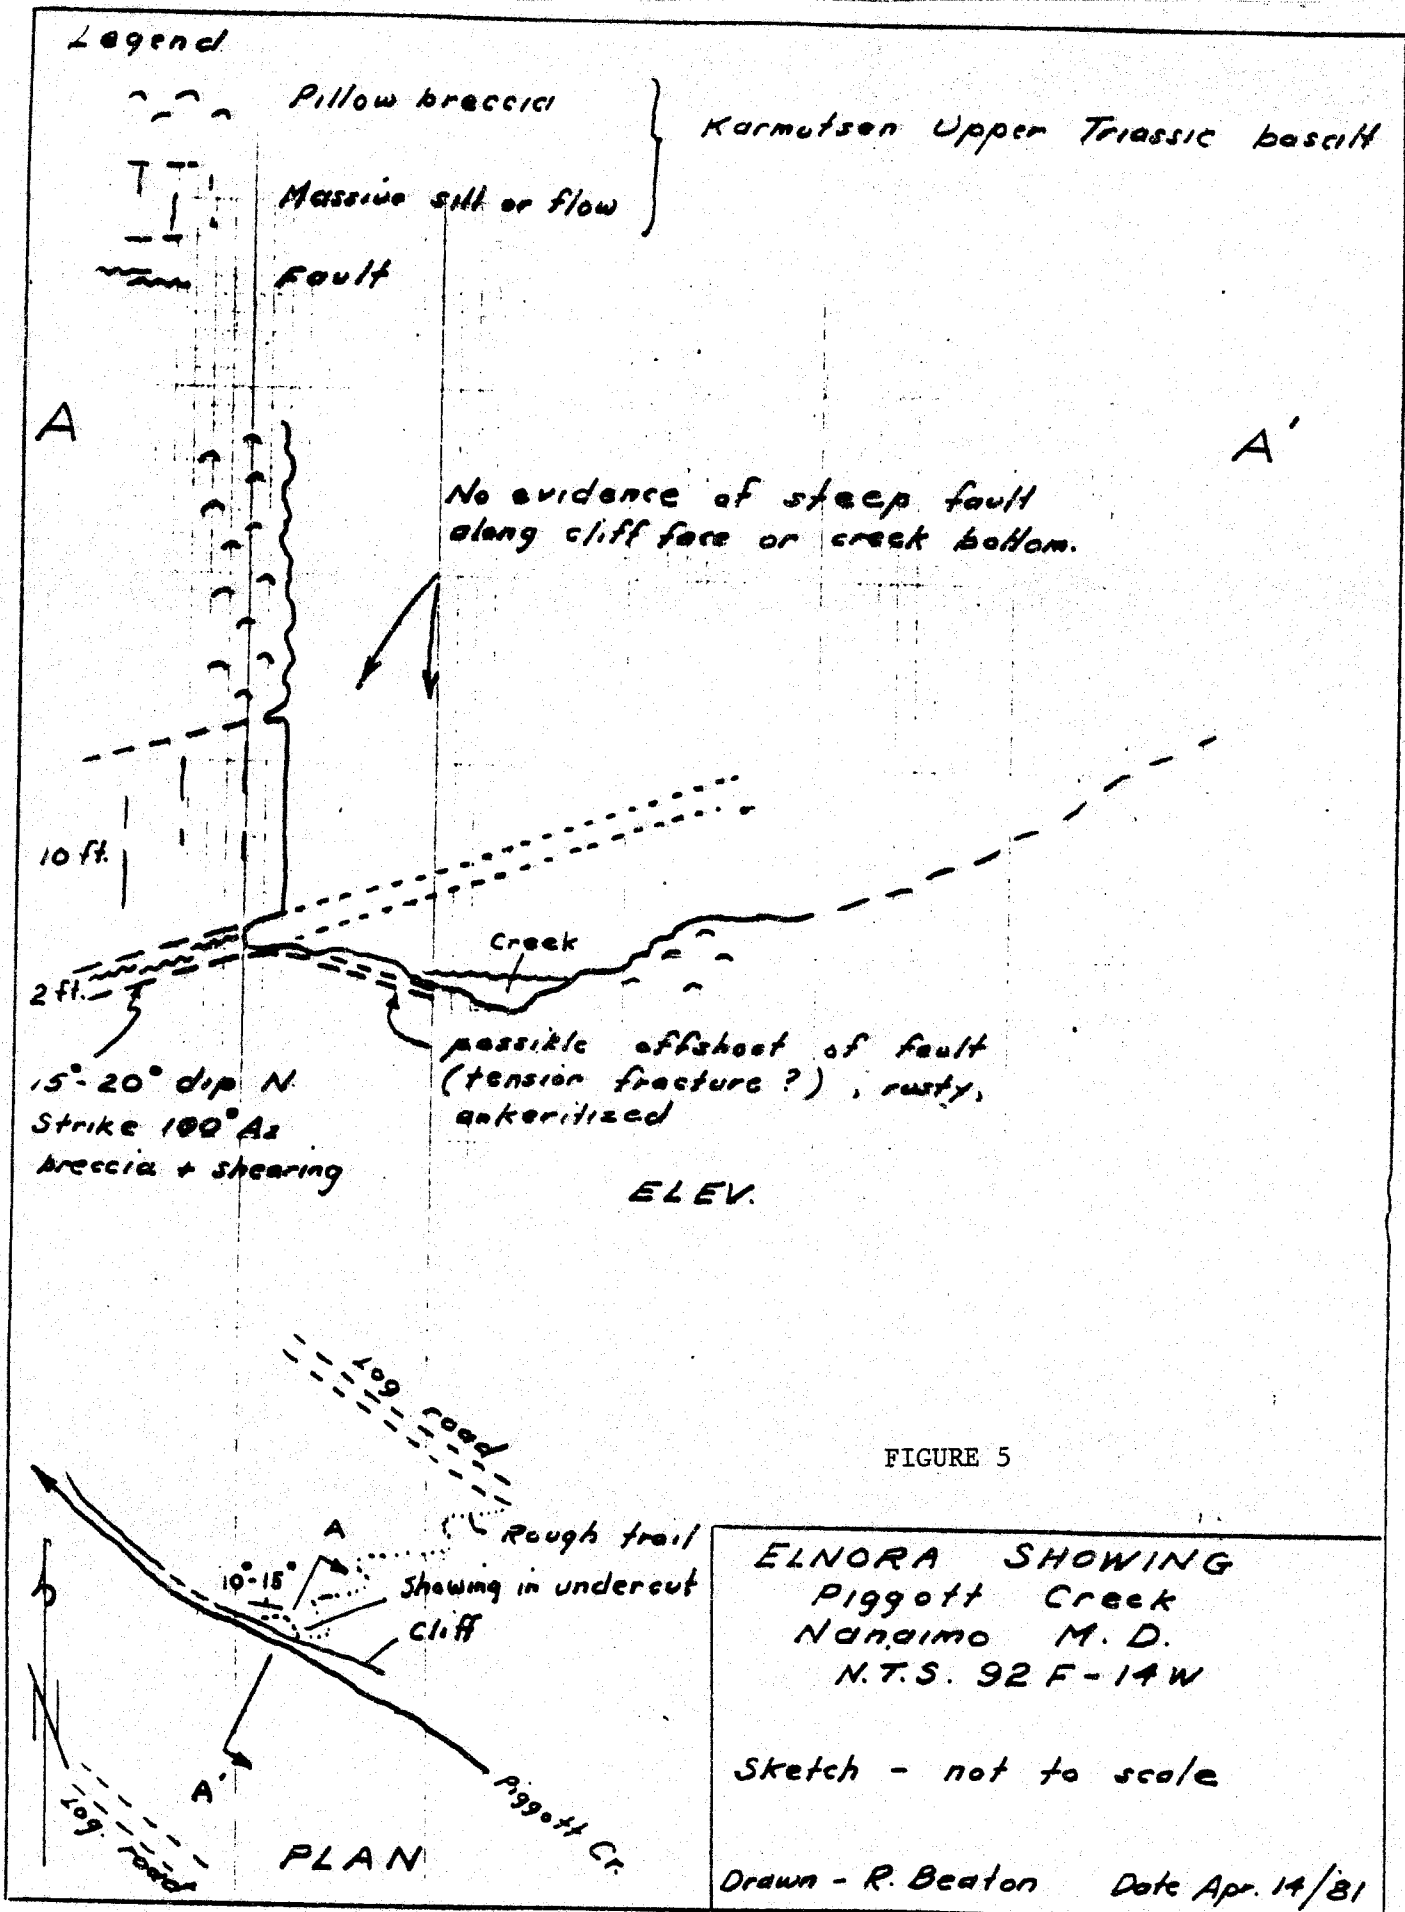 Legend
Pillow breccia
Karmutsen Upper Triassic basalt
Massive sill or flow
Fault
A
A'
No evidence of steep fault
along cliff face or creek bottom.
10 ft.
Creek
2 ft.
possible offshoot of fault
(tension fracture ?), rusty,
ankeritized
15°-20° dip N.
Strike 100° Az
breccia + shearing
ELEV.
Log road
FIGURE 5
A
Rough trail
10°-15°
Showing in undercut
Cliff
A'
Log. road
Piggott Cr.
PLAN
ELNORA SHOWING
Piggott Creek
Nanaimo M. D.
N.T.S. 92 F - 14 W
Sketch - not to scale
Drawn - R. Beaton Date Apr. 14/81